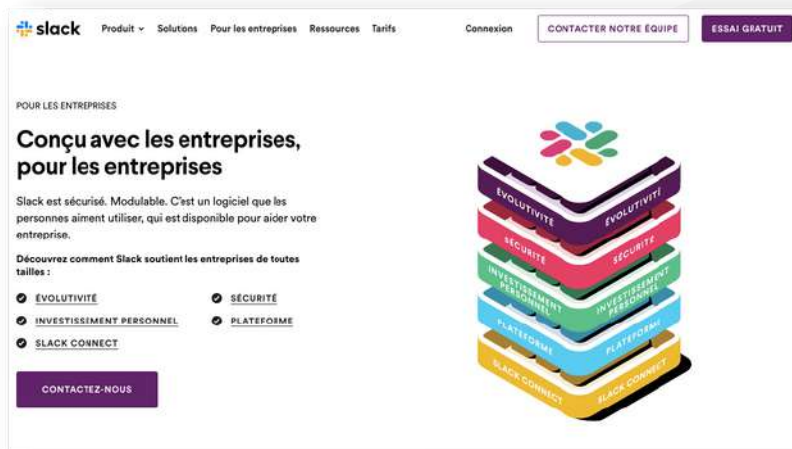 slack Produit Solutions Pour les entreprises Ressources Tarifs Connexion CONTACTER NOTRE ÉQUIPE ESSAI GRATUIT
POUR LES ENTREPRISES
Conçu avec les entreprises,
pour les entreprises
Slack est sécurisé. Modulable. C'est un logiciel que les
personnes aiment utiliser, qui est disponible pour aider votre
entreprise.
Découvrez comment Slack soutient les entreprises de toutes
tailles :
ÉVOLUTIVITÉ SÉCURITÉ
INVESTISSEMENT PERSONNEL PLATEFORME
SLACK CONNECT
CONTACTEZ-NOUS
ÉVOLUTIVITÉ ÉVOLUTIVITÉ
SÉCURITÉ SÉCURITÉ
INVESTISSEMENT PERSONNEL INVESTISSEMENT PERSONNEL
PLATEFORME PLATEFORME
SLACK CONNECT SLACK CONNECT